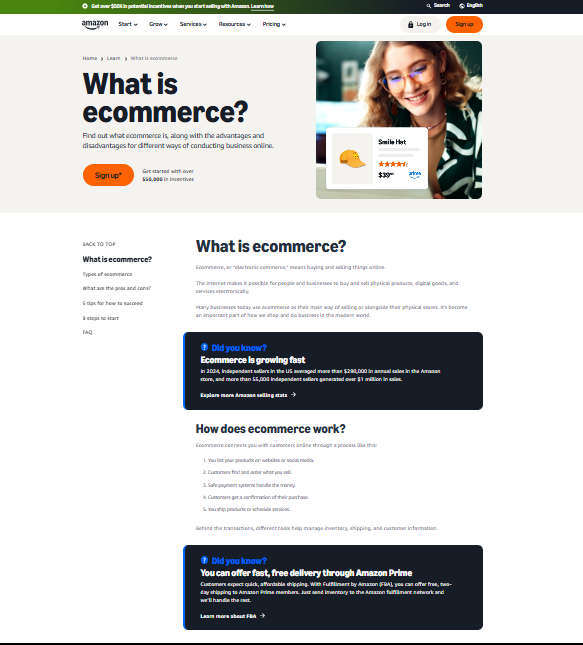 Get over $50K in potential incentives when you start selling with Amazon. Learn how
Search
English
amazon
Start
Grow
Services
Resources
Pricing
Log in
Sign up
Home > Learn > What is ecommerce
What is
ecommerce?
Find out what ecommerce is, along with the advantages and
disadvantages for different ways of conducting business online.
Sign up*
Get started with over
$50,000 in incentives
Smile Hat
$39
prime
BACK TO TOP
What is ecommerce?
Types of ecommerce
What are the pros and cons?
5 tips for how to succeed
6 steps to start
FAQ
What is ecommerce?
Ecommerce, or "electronic commerce," means buying and selling things online.
The internet makes it possible for people and businesses to buy and sell physical products, digital goods, and
services electronically.
Many businesses today use ecommerce as their main way of selling or alongside their physical stores. It's become
an important part of how we shop and do business in the modern world.
Did you know?
Ecommerce is growing fast
In 2024, independent sellers in the US averaged more than $290,000 in annual sales in the Amazon
store, and more than 55,000 independent sellers generated over $1 million in sales.
Explore more Amazon selling stats →
How does ecommerce work?
Ecommerce connects you with customers online through a process like this:
1. You list your products on websites or social media.
2. Customers find and order what you sell.
3. Safe payment systems handle the money.
4. Customers get a confirmation of their purchase.
5. You ship products or schedule services.
Behind the transactions, different tools help manage inventory, shipping, and customer information.
Did you know?
You can offer fast, free delivery through Amazon Prime
Customers expect quick, affordable shipping. With Fulfillment by Amazon (FBA), you can offer free, two-
day shipping to Amazon Prime members. Just send inventory to the Amazon fulfillment network and
we'll handle the rest.
Learn more about FBA →